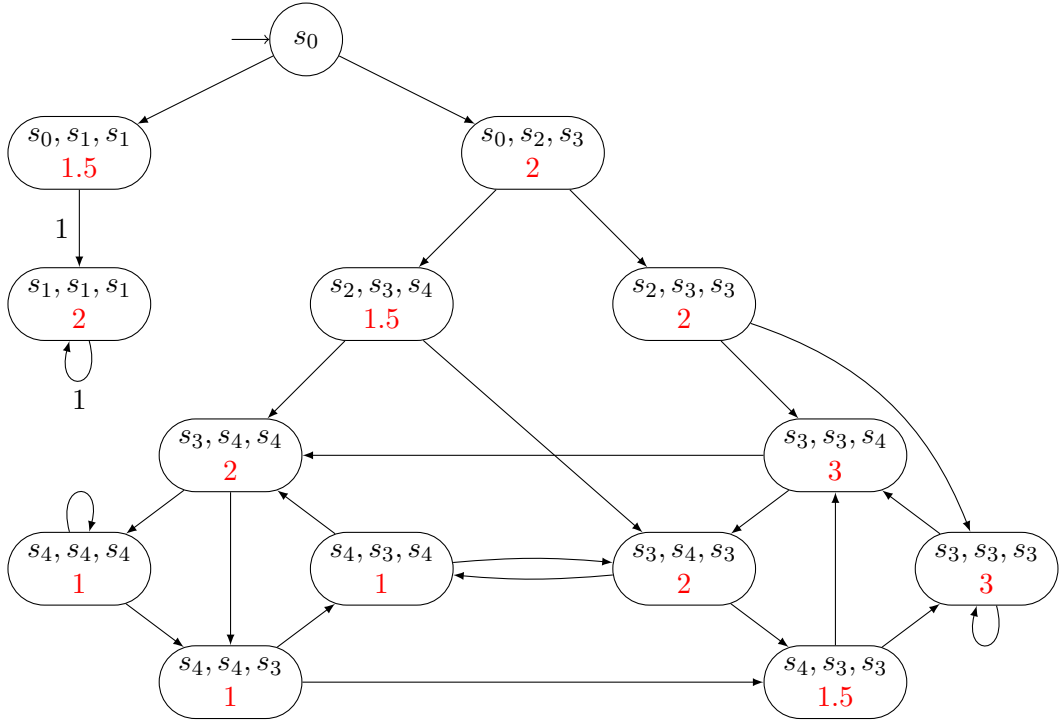 s₀
s₀, s₁, s₁
1.5
s₀, s₂, s₃
2
1
s₁, s₁, s₁
2
1
s₂, s₃, s₄
1.5
s₂, s₃, s₃
2
s₃, s₄, s₄
2
s₃, s₃, s₄
3
s₄, s₄, s₄
1
s₄, s₃, s₄
1
s₃, s₄, s₃
2
s₃, s₃, s₃
3
s₄, s₄, s₃
1
s₄, s₃, s₃
1.5